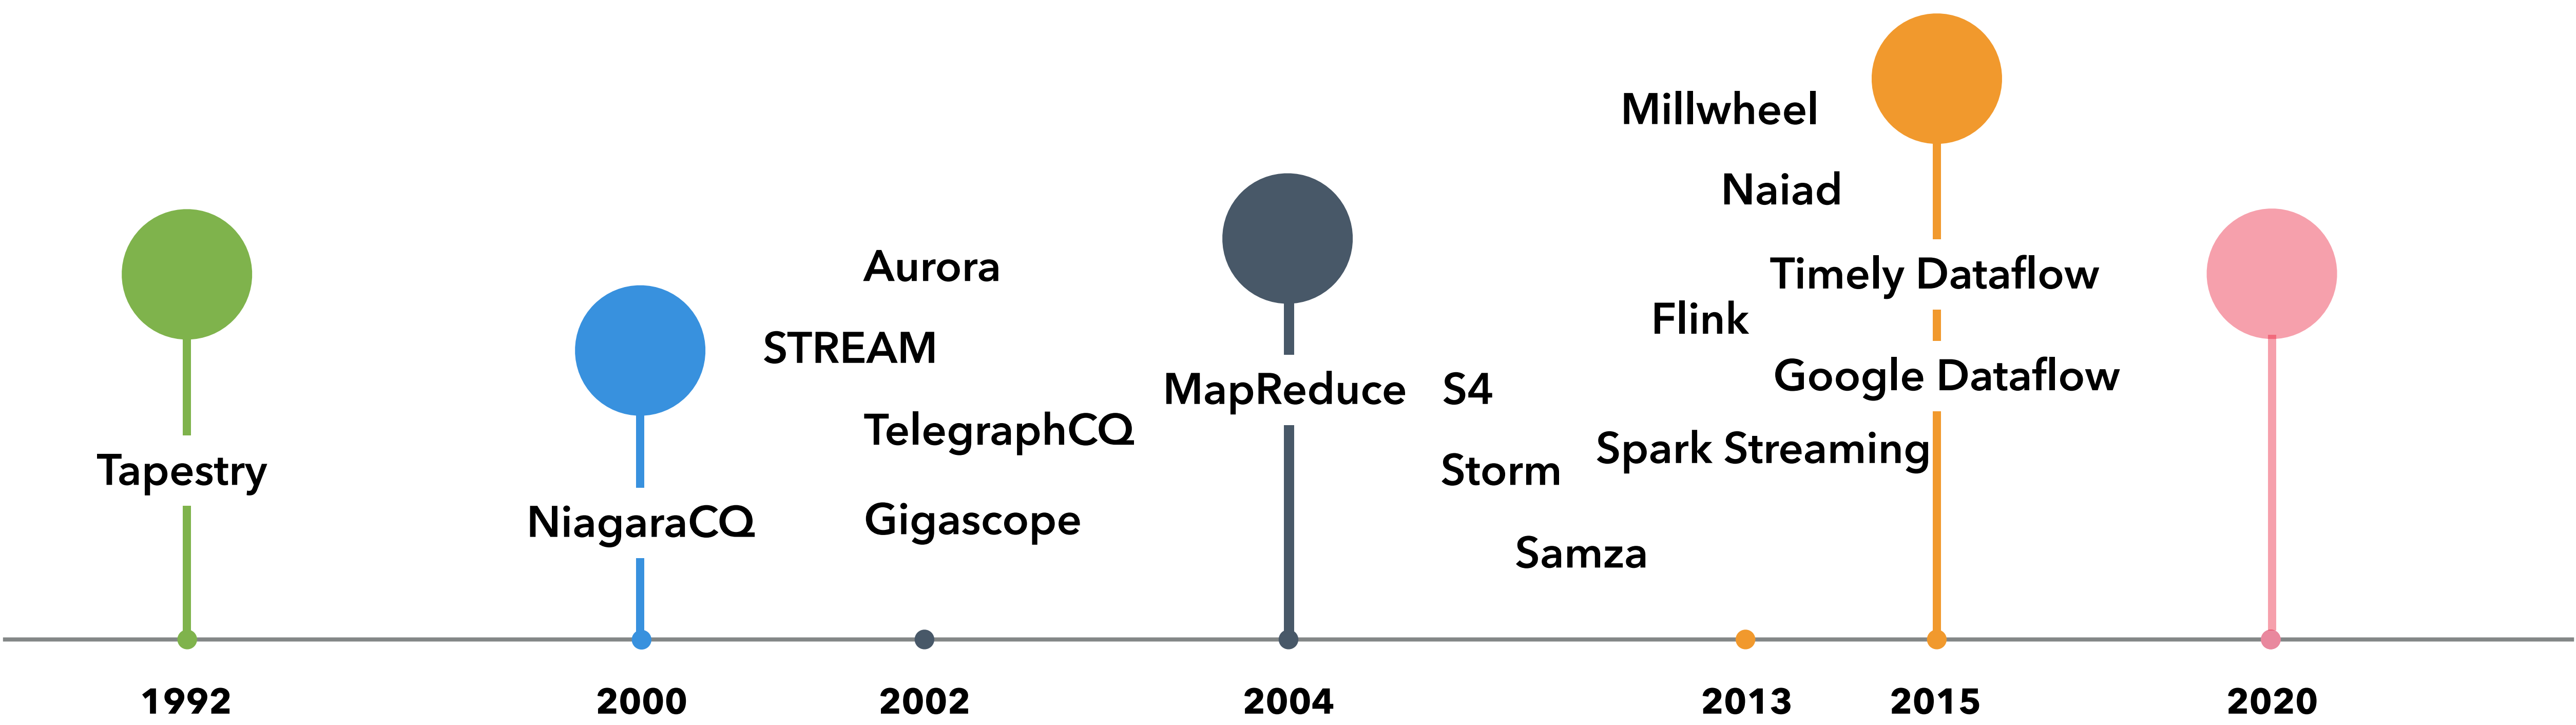 Millwheel
Naiad
Aurora
Timely Dataflow
Flink
STREAM
Google Dataflow
MapReduce
S4
TelegraphCQ
Spark Streaming
Tapestry
Storm
NiagaraCQ
Gigascope
Samza
1992
2000
2002
2004
2013
2015
2020